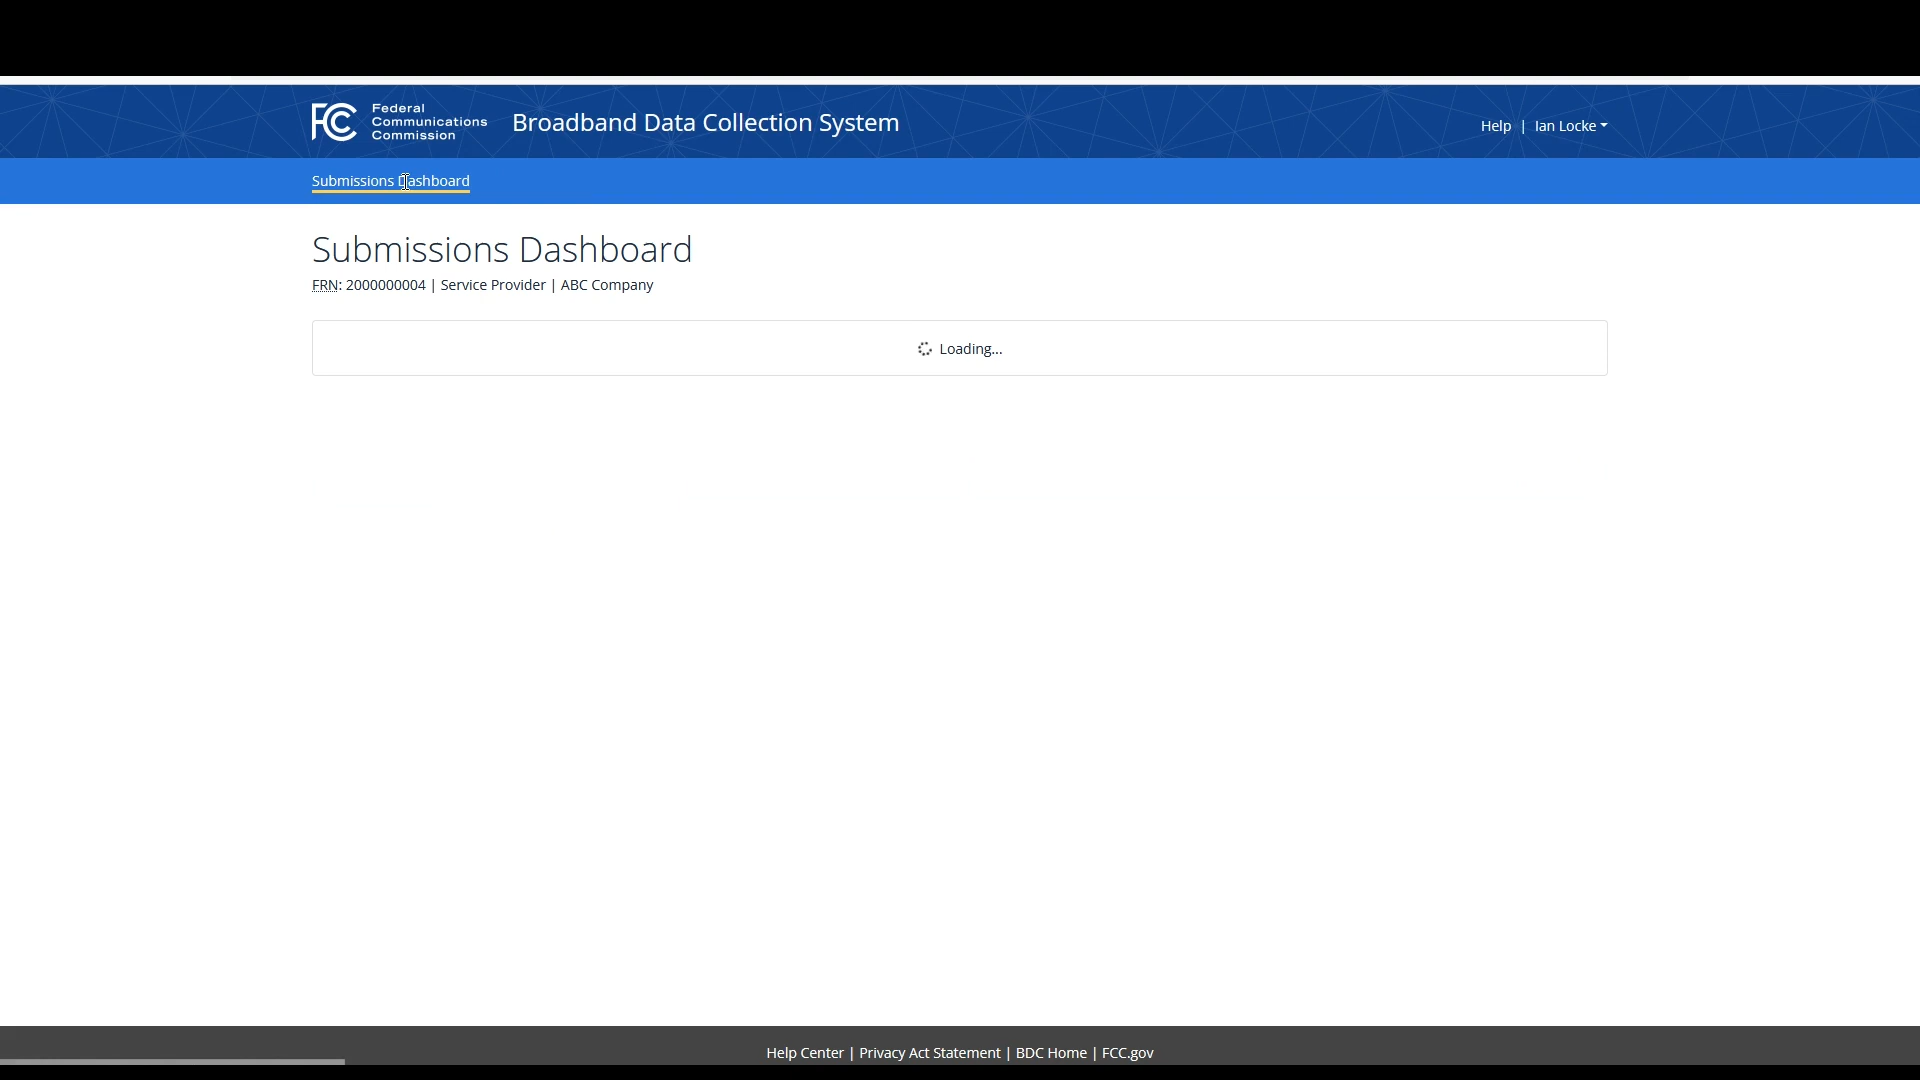 Federal
Communications
Commission
Broadband Data Collection System
Help | Ian Locke
Submissions Dashboard
Submissions Dashboard
FRN: 2000000004 | Service Provider | ABC Company
Loading...
Help Center | Privacy Act Statement | BDC Home | FCC.gov